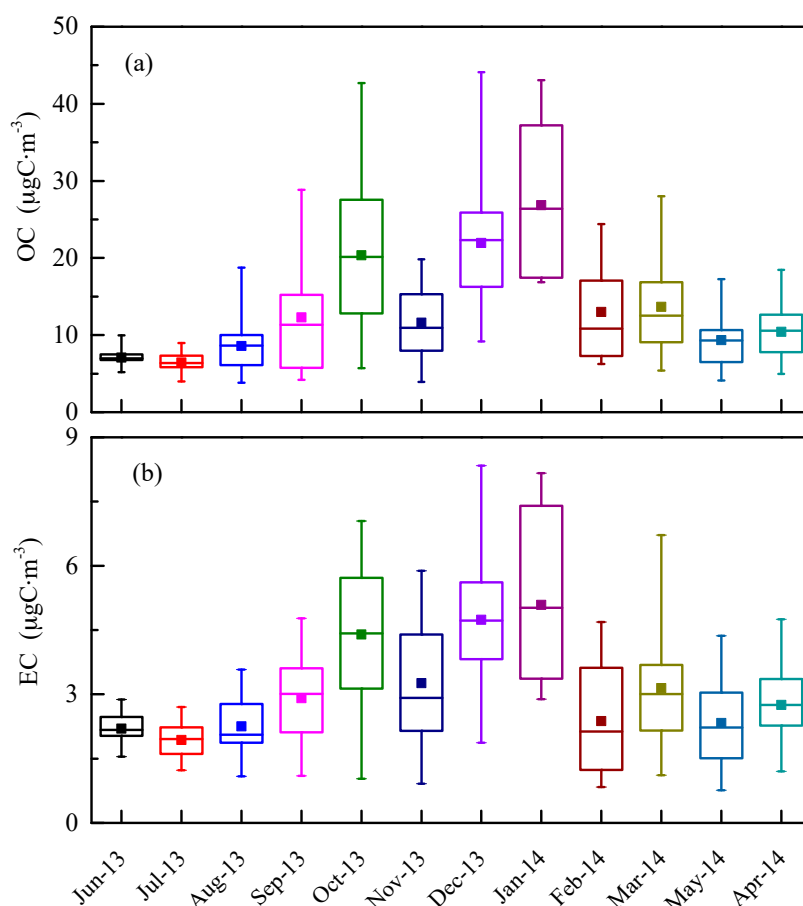 50
(a)
40
30
20
10
0
OC (μgC·m⁻³)
9
(b)
6
3
0
EC (μgC·m⁻³)
Jun-13 Jul-13 Aug-13 Sep-13 Oct-13 Nov-13 Dec-13 Jan-14 Feb-14 Mar-14 May-14 Apr-14